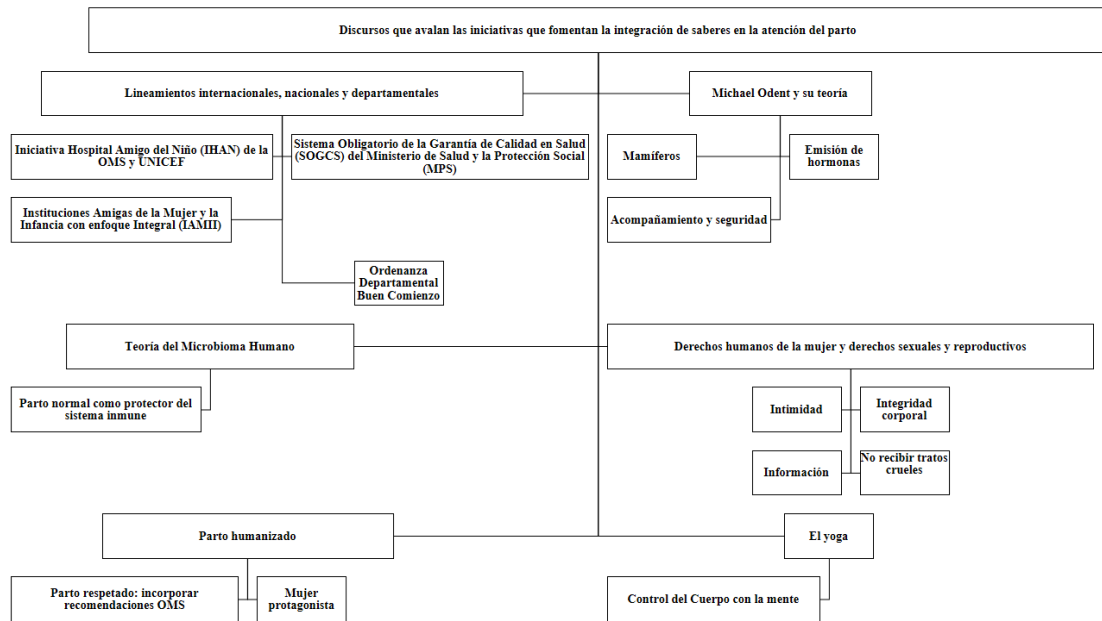 Discursos que avalan las iniciativas que fomentan la integración de saberes en la atención del parto
Lineamientos internacionales, nacionales y departamentales
Michael Odent y su teoría
Iniciativa Hospital Amigo del Niño (IHAN) de la
OMS y UNICEF
Sistema Obligatorio de la Garantía de Calidad en Salud
(SOGCS) del Ministerio de Salud y la Protección Social
(MPS)
Mamíferos
Emisión de
hormonas
Instituciones Amigas de la Mujer y la
Infancia con enfoque Integral (IAMII)
Acompañamiento y seguridad
Ordenanza
Departamental
Buen Comienzo
Teoría del Microbioma Humano
Derechos humanos de la mujer y derechos sexuales y reproductivos
Parto normal como protector del
sistema inmune
Intimidad
Integridad
corporal
Información
No recibir tratos
crueles
Parto humanizado
El yoga
Parto respetado: incorporar
recomendaciones OMS
Mujer
protagonista
Control del Cuerpo con la mente